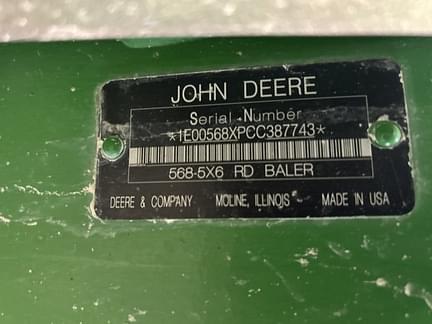 JOHN DEERE
Serial Number
*1E00568XPCC387743*
568-5X6 RD BALER
DEERE & COMPANY MOLINE, ILLINOIS MADE IN USA